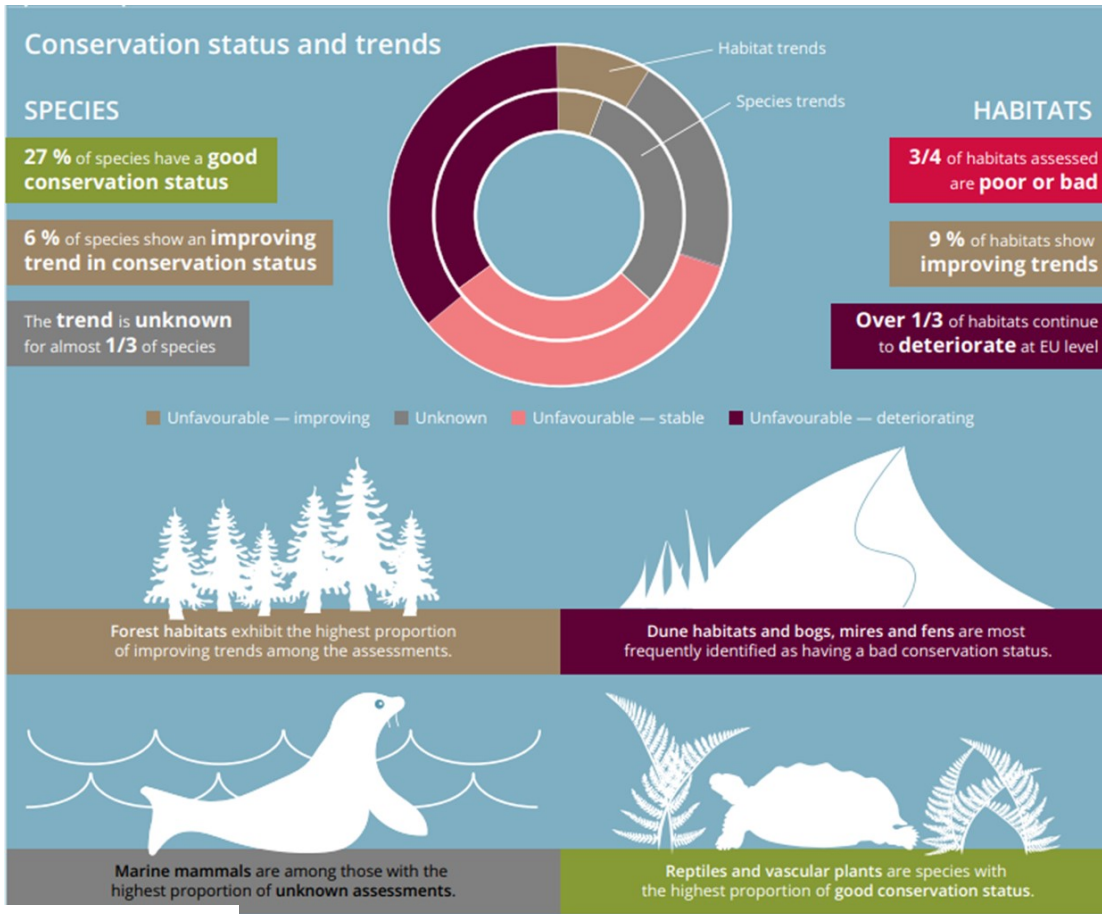 Conservation status and trends
Habitat trends
Species trends
SPECIES
27 % of species have a good
conservation status
6 % of species show an improving
trend in conservation status
The trend is unknown
for almost 1/3 of species
HABITATS
3/4 of habitats assessed
are poor or bad
9 % of habitats show
improving trends
Over 1/3 of habitats continue
to deteriorate at EU level
Unfavourable — improving
Unknown
Unfavourable — stable
Unfavourable — deteriorating
Forest habitats exhibit the highest proportion
of improving trends among the assessments.
Dune habitats and bogs, mires and fens are most
frequently identified as having a bad conservation status.
Marine mammals are among those with the
highest proportion of unknown assessments.
Reptiles and vascular plants are species with
the highest proportion of good conservation status.